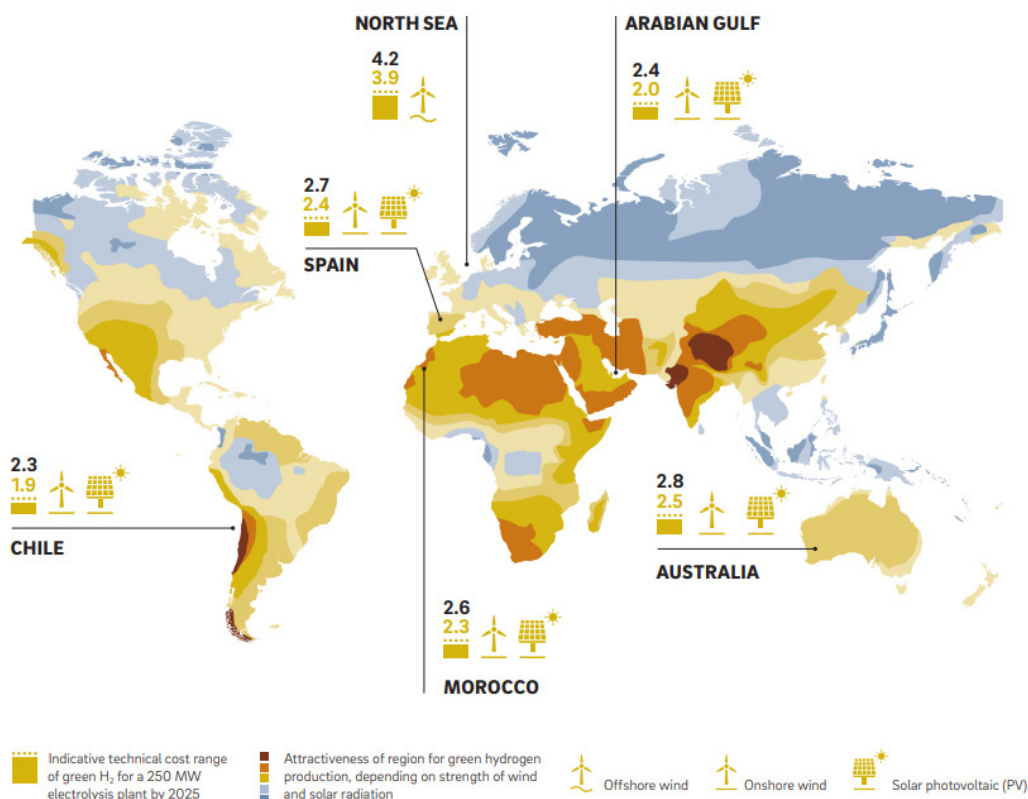 NORTH SEA
4.2
3.9
ARABIAN GULF
2.4
2.0
2.7
2.4
SPAIN
2.3
1.9
CHILE
2.8
2.5
AUSTRALIA
2.6
2.3
MOROCCO
Indicative technical cost range
of green H₂ for a 250 MW
electrolysis plant by 2025
Attractiveness of region for green hydrogen
production, depending on strength of wind
and solar radiation
Offshore wind
Onshore wind
Solar photovoltaic (PV)